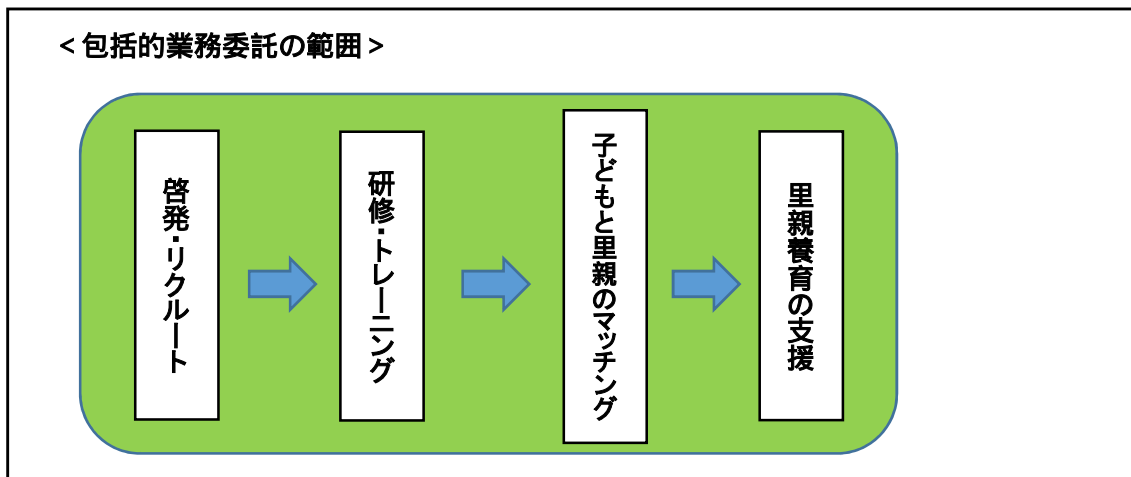 ＜包括的業務委託の範囲＞
啓発・リクルート
研修・トレーニング
子どもと里親のマッチング
里親養育の支援